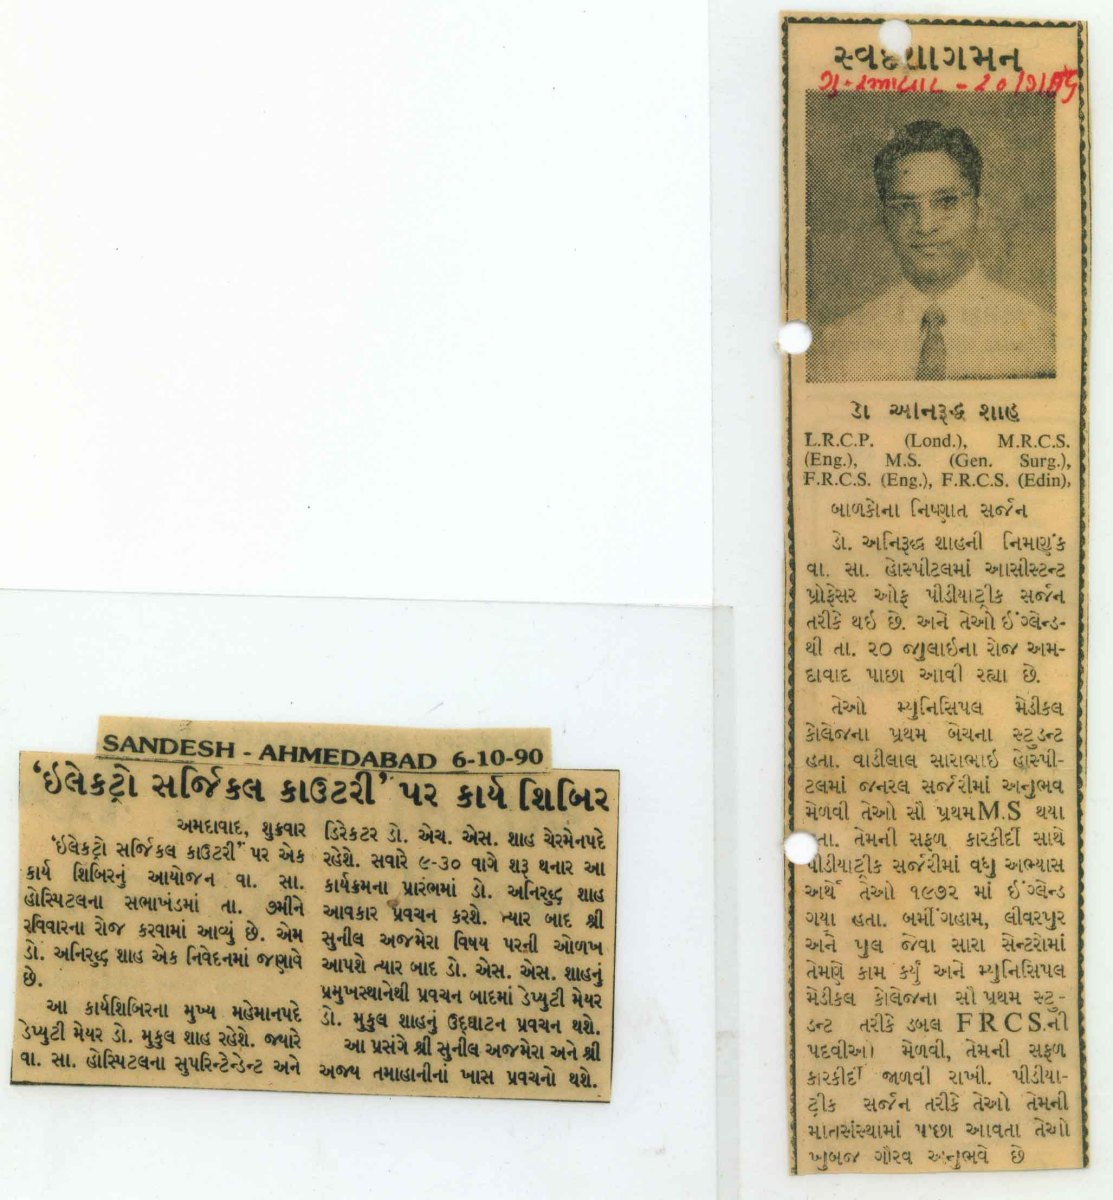 SANDESH - AHMEDABAD 6-10-90
‘ઇલેકટ્રો સર્જિકલ કાઉટરી’ પર કાર્ય શિબિર
અમદાવાદ, શુક્રવાર
‘ઇલેકટ્રો સર્જિકલ કાઉટરી’ પર એક
કાર્ય શિબિરનું આયોજન વા. સા.
હોસ્પિટલના સભાખંડમાં તા. ૭મીને
રવિવારના રોજ કરવામાં આવ્યું છે. એમ
ડો. અનિરુદ્ધ શાહ એક નિવેદનમાં જણાવે
છે.
આ કાર્યશિબિરના મુખ્ય મહેમાનપદે
ડેપ્યુટી મેયર ડો. મુકુલ શાહ રહેશે. જ્યારે
વા. સા. હોસ્પિટલના સુપરિન્ટેન્ડેન્ટ અને
ડિરેકટર ડો. એચ. એસ. શાહ ચેરમેનપદે
રહેશે. સવારે ૯-૩૦ વાગે શરૂ થનાર આ
કાર્યક્રમના પ્રારંભમાં ડો. અનિરુદ્ધ શાહ
આવકાર પ્રવચન કરશે. ત્યાર બાદ શ્રી
સુનીલ અજમેરા વિષય પરની ઓળખ
આપશે ત્યાર બાદ ડો. એસ. એસ. શાહનું
પ્રમુખસ્થાનેથી પ્રવચન બાદમાં ડેપ્યુટી મેયર
ડો. મુકુલ શાહનું ઉદ્ઘાટન પ્રવચન થશે.
આ પ્રસંગે શ્રી સુનીલ અજમેરા અને શ્રી
અજય તમાહાનીનાં ખાસ પ્રવચનો થશે.
સ્વદેશાગમન
ડો અનિરૂદ્ધ શાહ
L.R.C.P. (Lond.), M.R.C.S.
(Eng.), M.S. (Gen. Surg.),
F.R.C.S. (Eng.), F.R.C.S. (Edin),
બાળકોના નિષ્ણાત સર્જન
ડો. અનિરૂદ્ધ શાહની નિમણુંક
વા. સા. હોસ્પીટલમાં આસીસ્ટન્ટ
પ્રોફેસર ઓફ પીડીયાટ્રીક સર્જન
તરીકે થઇ છે. અને તેઓ ઇંગ્લેન્ડ-
થી તા. ૨૦ જુલાઇના રોજ અમ-
દાવાદ પાછા આવી રહ્યા છે.
તેઓ મ્યુનિસિપલ મેડીકલ
કોલેજના પ્રથમ બેચના સ્ટુડન્ટ
હતા. વાડીલાલ સારાભાઇ હોસ્પી-
ટલમાં જનરલ સર્જરીમાં અનુભવ
મેળવી તેઓ સૌ પ્રથમ M.S થયા
તા. તેમની સફળ કારકીર્દી સાથે
પીડીયાટ્રીક સર્જરીમાં વધુ અભ્યાસ
અર્થે તેઓ ૧૯૭૨ માં ઇંગ્લેન્ડ
ગયા હતા. બર્મીંગહામ, લીવરપુર
અને પુલ જેવા સારા સેન્ટરોમાં
તેમણે કામ કર્યું અને મ્યુનિસિપલ
મેડીકલ કોલેજના સૌ પ્રથમ સ્ટુ-
ડન્ટ તરીકે ડબલ F R C S.ની
પદવીઓ મેળવી, તેમની સફળ
કારકીર્દી જાળવી રાખી. પીડીયા-
ટ્રીક સર્જન તરીકે તેઓ તેમની
માતસંસ્થામાં પાછા આવતા તેઓ
ખુબજ ગૌરવ અનુભવે છે